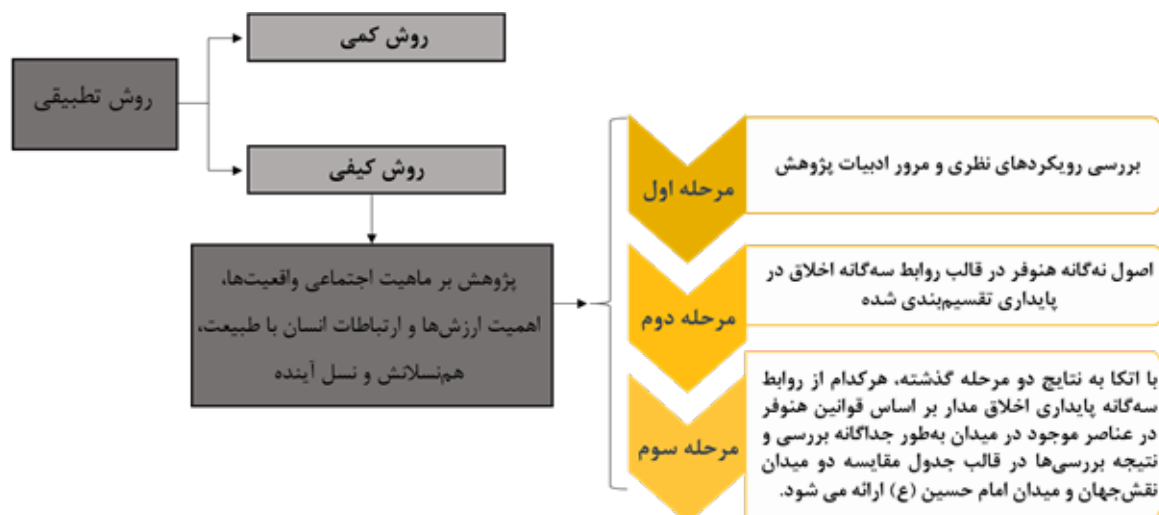 روش تطبیقی
روش کمی
روش کیفی
پژوهش بر ماهیت اجتماعی واقعیت‌ها،
اهمیت ارزش‌ها و ارتباطات انسان با طبیعت،
هم‌نسلانش و نسل آینده
مرحله اول
بررسی رویکردهای نظری و مرور ادبیات پژوهش
مرحله دوم
اصول نه‌گانه هنوفر در قالب روابط سه‌گانه اخلاق در
پایداری تقسیم‌بندی شده
مرحله سوم
با اتکا به نتایج دو مرحله گذشته، هرکدام از روابط
سه‌گانه پایداری اخلاق مدار بر اساس قوانین هنوفر
در عناصر موجود در میدان به‌طور جداگانه بررسی و
نتیجه بررسی‌ها در قالب جدول مقایسه دو میدان
نقش‌جهان و میدان امام حسین (ع) ارائه می شود.